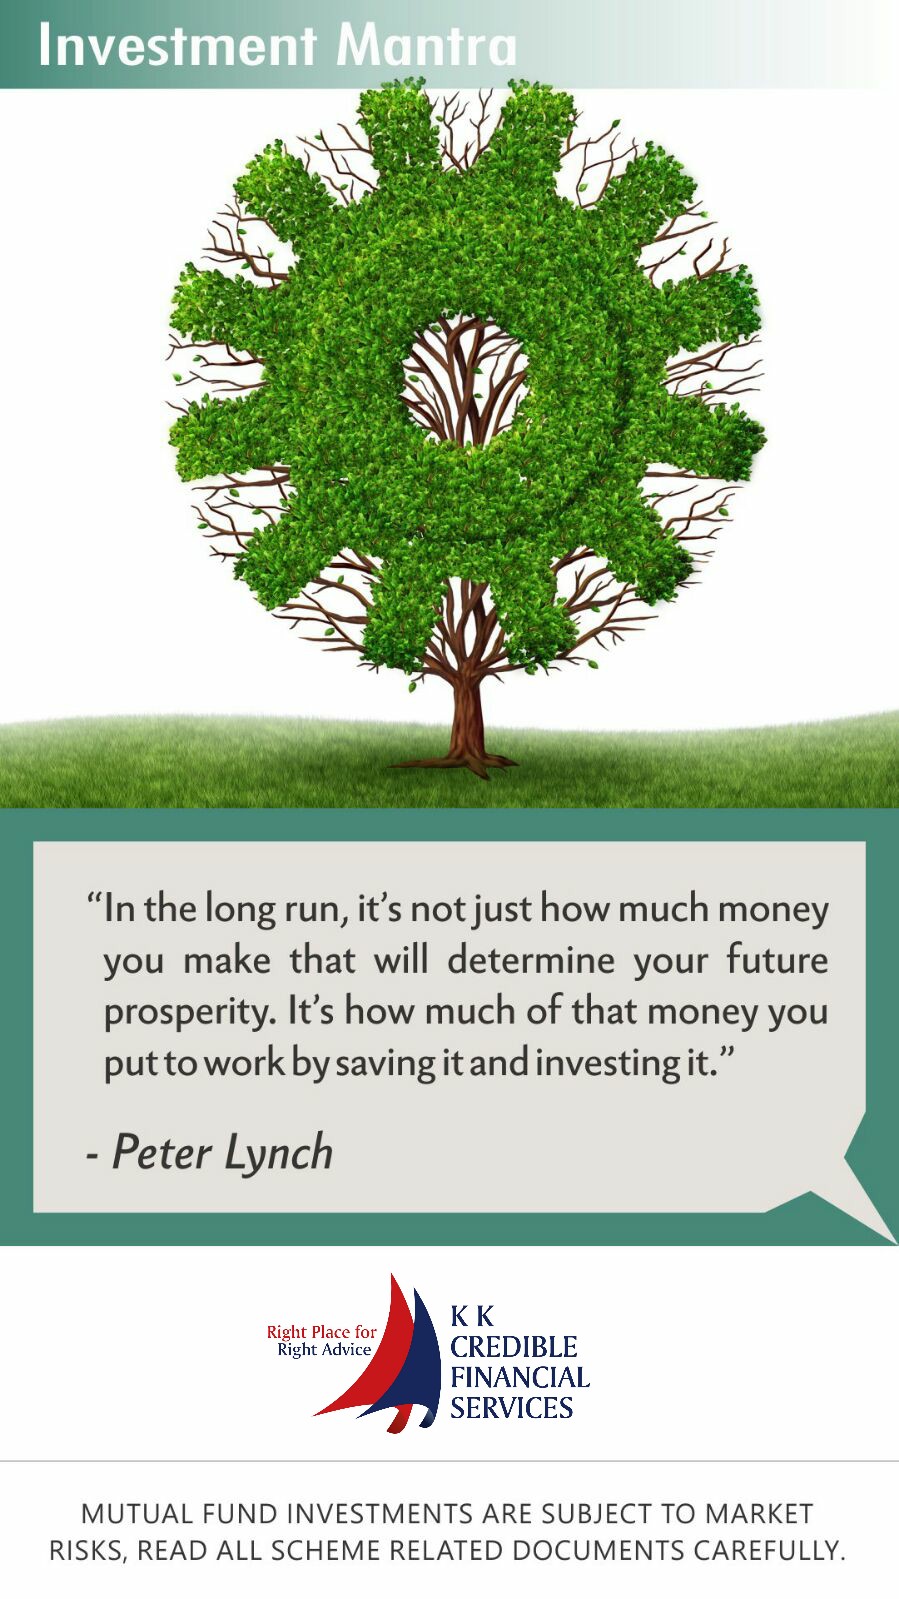 Investment Mantra
“In the long run, it’s not just how much money
you make that will determine your future
prosperity. It’s how much of that money you
put to work by saving it and investing it.”
- Peter Lynch
Right Place for
Right Advice
K K
CREDIBLE
FINANCIAL
SERVICES
MUTUAL FUND INVESTMENTS ARE SUBJECT TO MARKET
RISKS, READ ALL SCHEME RELATED DOCUMENTS CAREFULLY.